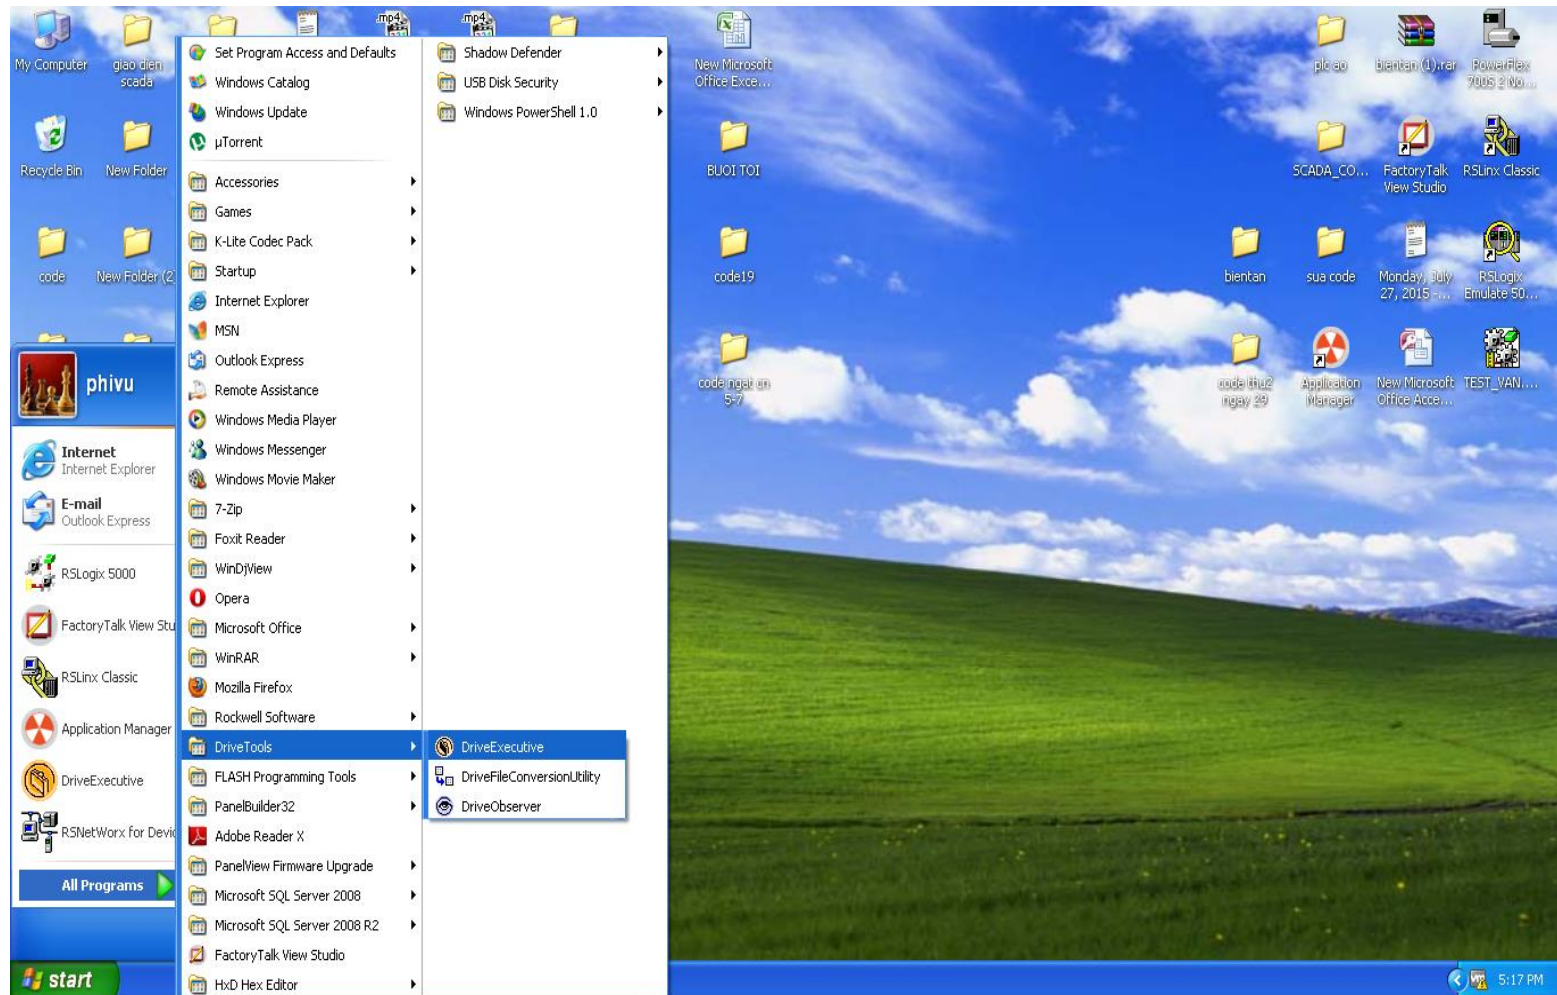 .mp4
.mp4
My Computer
giao dien
scada
New Microsoft
Office Exce...
plc ao
bientan (1).rar
PowerFlex
700S 2 No...
Recycle Bin
New Folder
BUOI TOI
SCADA_CO...
FactoryTalk
View Studio
RSLinx Classic
code
New Folder (2
code19
bientan
sua code
Monday, July
27, 2015 -...
RSLogix
Emulate 50...
code ngat cn
5-7
code thu2
ngay 29
Application
Manager
New Microsoft
Office Acce...
TEST_VAN....
phivu
Internet
Internet Explorer
E-mail
Outlook Express
RSLogix 5000
FactoryTalk View Stu
RSLinx Classic
Application Manager
DriveExecutive
RSNetWorx for Devic
All Programs
start
Set Program Access and Defaults
Windows Catalog
Windows Update
µTorrent
Accessories
Games
K-Lite Codec Pack
Startup
Internet Explorer
MSN
Outlook Express
Remote Assistance
Windows Media Player
Windows Messenger
Windows Movie Maker
7-Zip
Foxit Reader
WinDjView
Opera
Microsoft Office
WinRAR
Mozilla Firefox
Rockwell Software
DriveTools
FLASH Programming Tools
PanelBuilder32
Adobe Reader X
PanelView Firmware Upgrade
Microsoft SQL Server 2008
Microsoft SQL Server 2008 R2
FactoryTalk View Studio
HxD Hex Editor
Shadow Defender
USB Disk Security
Windows PowerShell 1.0
DriveExecutive
DriveFileConversionUtility
DriveObserver
5:17 PM